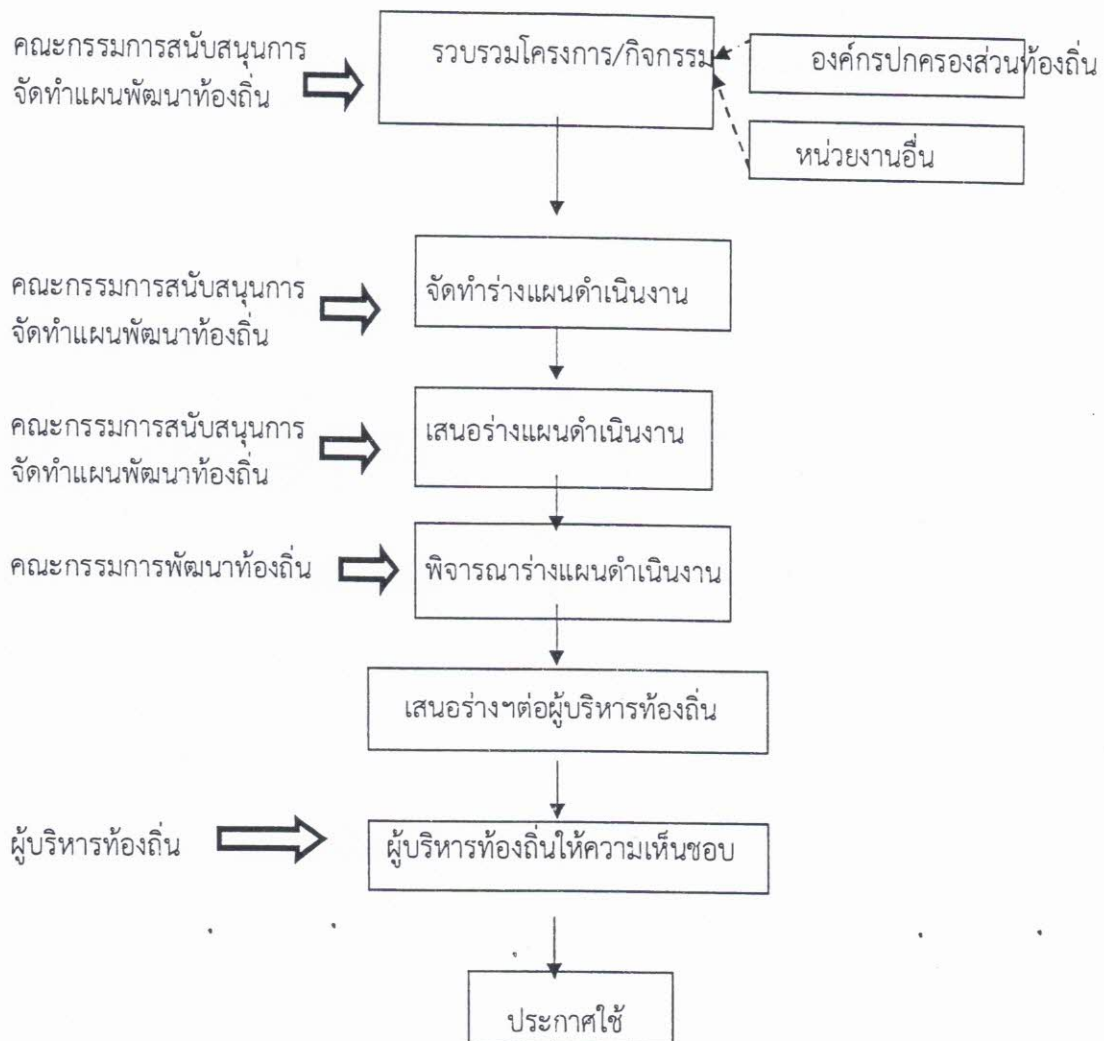 คณะกรรมการสนับสนุนการ
จัดทำแผนพัฒนาท้องถิ่น
รวบรวมโครงการ/กิจกรรม
องค์กรปกครองส่วนท้องถิ่น
หน่วยงานอื่น
คณะกรรมการสนับสนุนการ
จัดทำแผนพัฒนาท้องถิ่น
จัดทำร่างแผนดำเนินงาน
คณะกรรมการสนับสนุนการ
จัดทำแผนพัฒนาท้องถิ่น
เสนอร่างแผนดำเนินงาน
คณะกรรมการพัฒนาท้องถิ่น
พิจารณาร่างแผนดำเนินงาน
เสนอร่างฯต่อผู้บริหารท้องถิ่น
ผู้บริหารท้องถิ่น
ผู้บริหารท้องถิ่นให้ความเห็นชอบ
ประกาศใช้